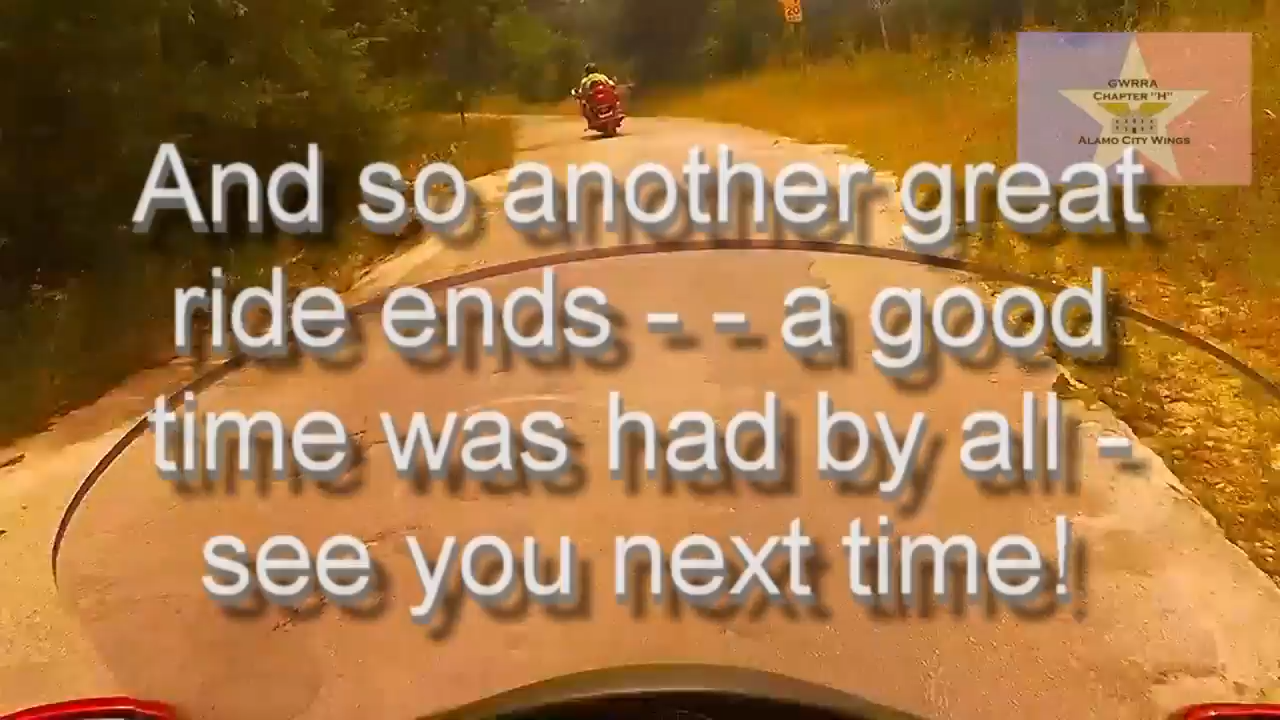 GWRRA
CHAPTER "H"
ALAMO CITY WINGS
And so another great
ride ends - - a good
time was had by all -
see you next time!